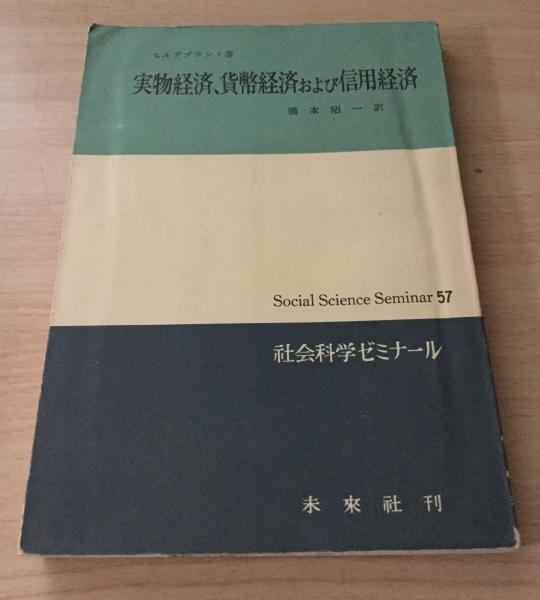 ヒルデブラント著
実物経済、貨幣経済および信用経済
橋本昭一訳
Social Science Seminar 57
社会科学ゼミナール
未來社刊